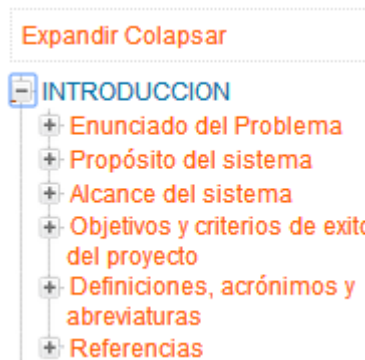 Expandir Colapsar
INTRODUCCION
Enunciado del Problema
Propósito del sistema
Alcance del sistema
Objetivos y criterios de exito
del proyecto
Definiciones, acrónimos y
abreviaturas
Referencias